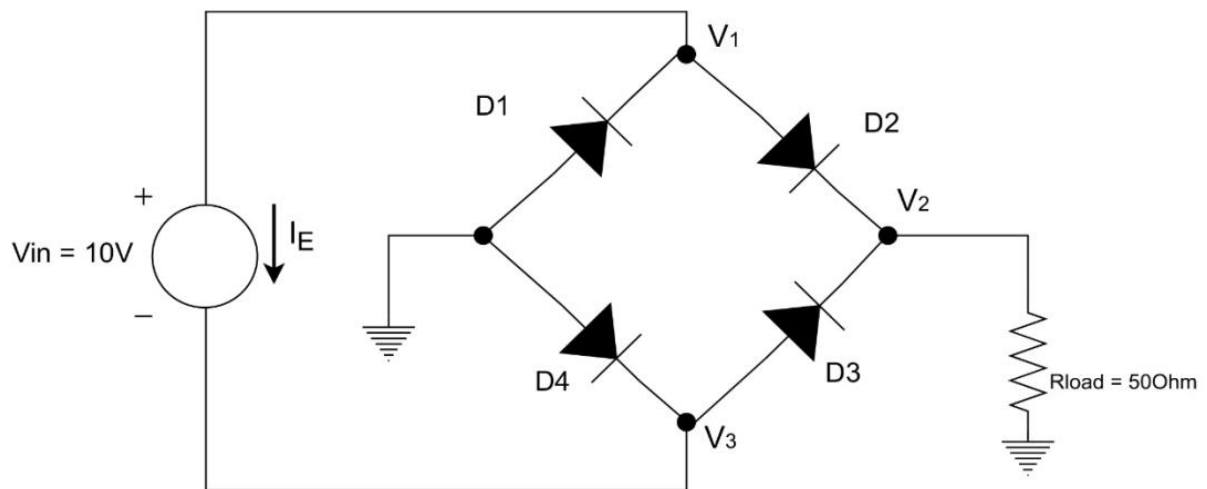 V1
D1
D2
+
V2
IE
Vin = 10V
−
D4
D3
Rload = 50Ohm
V3